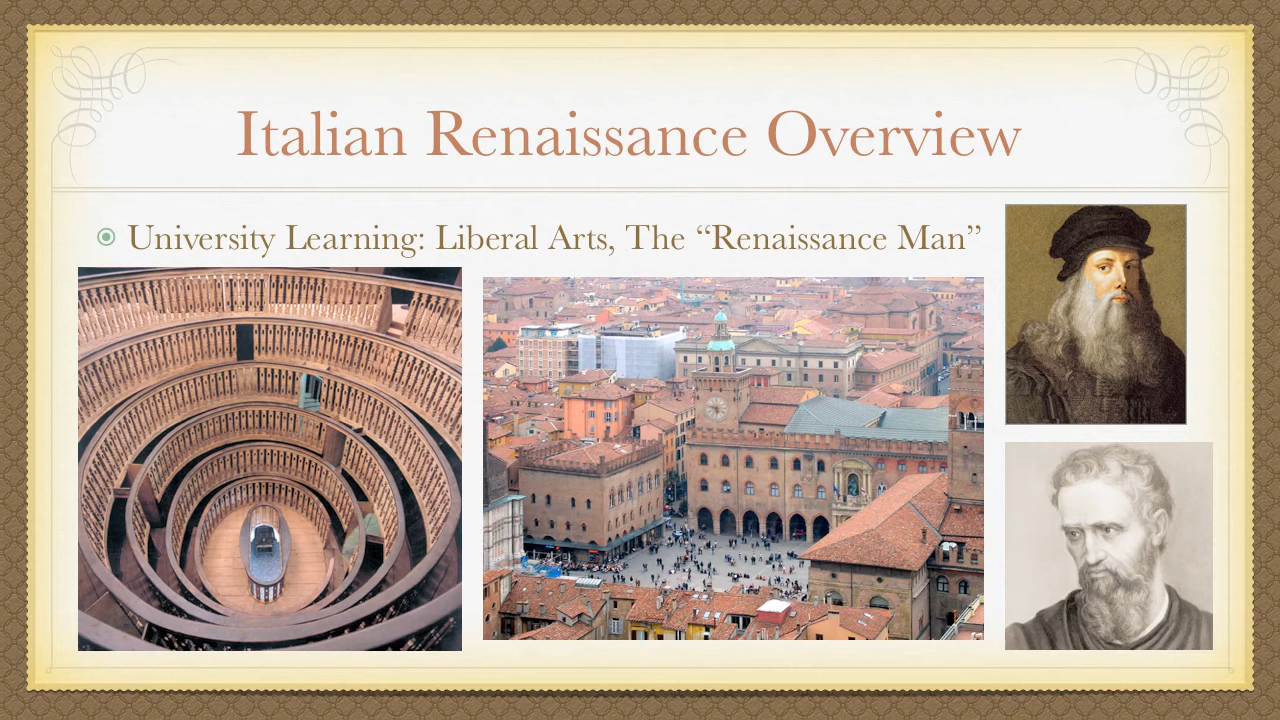 Italian Renaissance Overview
University Learning: Liberal Arts, The “Renaissance Man”